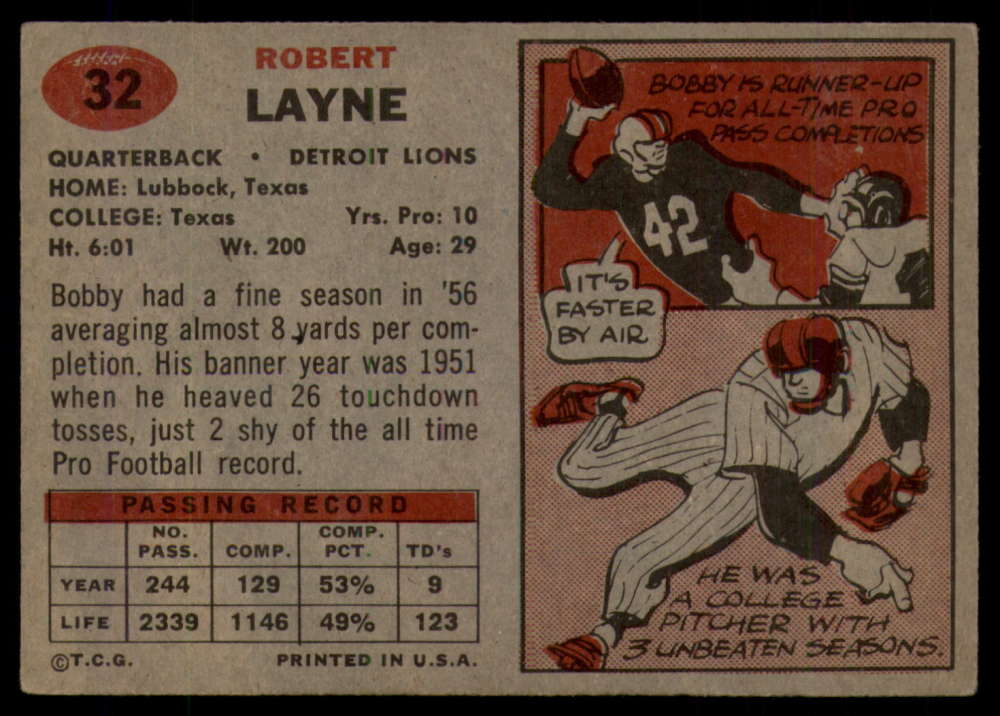 32
ROBERT
LAYNE
QUARTERBACK • DETROIT LIONS
HOME: Lubbock, Texas
COLLEGE: Texas Yrs. Pro: 10
Ht. 6:01 Wt. 200 Age: 29
Bobby had a fine season in '56
averaging almost 8 yards per com-
pletion. His banner year was 1951
when he heaved 26 touchdown
tosses, just 2 shy of the all time
Pro Football record.
PASSING RECORD
NO. PASS. COMP. COMP. PCT. TD's
YEAR 244 129 53% 9
LIFE 2339 1146 49% 123
©T.C.G. PRINTED IN U.S.A.
BOBBY IS RUNNER-UP
FOR ALL-TIME PRO
PASS COMPLETIONS
42
IT'S
FASTER
BY AIR
HE WAS
A COLLEGE
PITCHER WITH
3 UNBEATEN SEASONS.